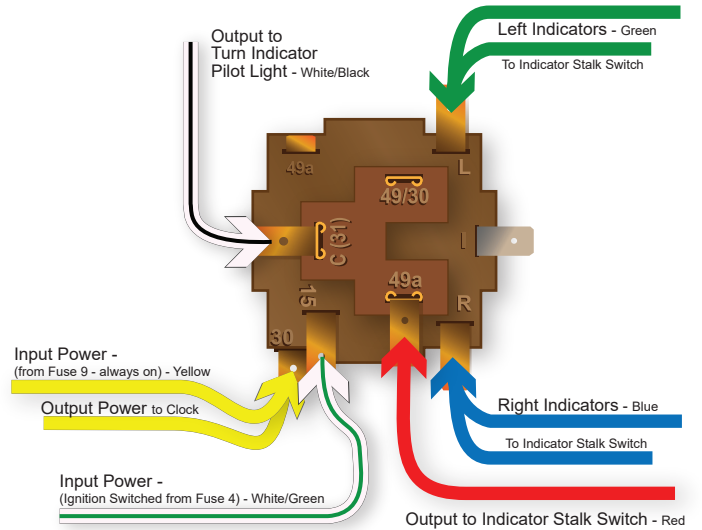 Output to
Turn Indicator
Pilot Light - White/Black
Left Indicators - Green
To Indicator Stalk Switch
49a
L
49/30
C (31)
I
49a
15
R
30
Input Power -
(from Fuse 9 - always on) - Yellow
Output Power to Clock
Right Indicators - Blue
To Indicator Stalk Switch
Input Power -
(Ignition Switched from Fuse 4) - White/Green
Output to Indicator Stalk Switch - Red